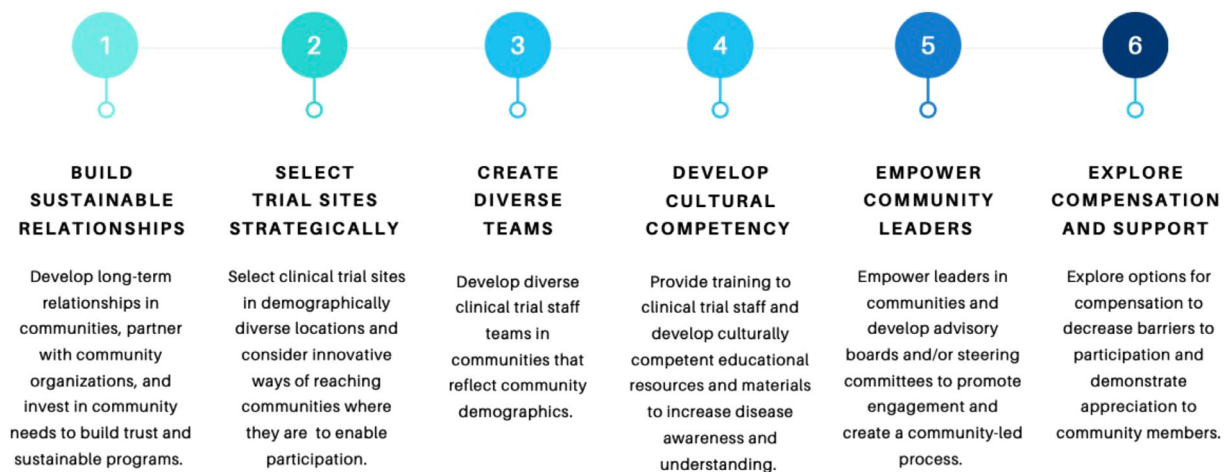 1
BUILD
SUSTAINABLE
RELATIONSHIPS
Develop long-term
relationships in
communities, partner
with community
organizations, and
invest in community
needs to build trust and
sustainable programs.
2
SELECT
TRIAL SITES
STRATEGICALLY
Select clinical trial sites
in demographically
diverse locations and
consider innovative
ways of reaching
communities where
they are to enable
participation.
3
CREATE
DIVERSE
TEAMS
Develop diverse
clinical trial staff
teams in
communities that
reflect community
demographics.
4
DEVELOP
CULTURAL
COMPETENCY
Provide training to
clinical trial staff and
develop culturally
competent educational
resources and materials
to increase disease
awareness and
understanding.
5
EMPOWER
COMMUNITY
LEADERS
Empower leaders in
communities and
develop advisory
boards and/or steering
committees to promote
engagement and
create a community-led
process.
6
EXPLORE
COMPENSATION
AND SUPPORT
Explore options for
compensation to
decrease barriers to
participation and
demonstrate
appreciation to
community members.